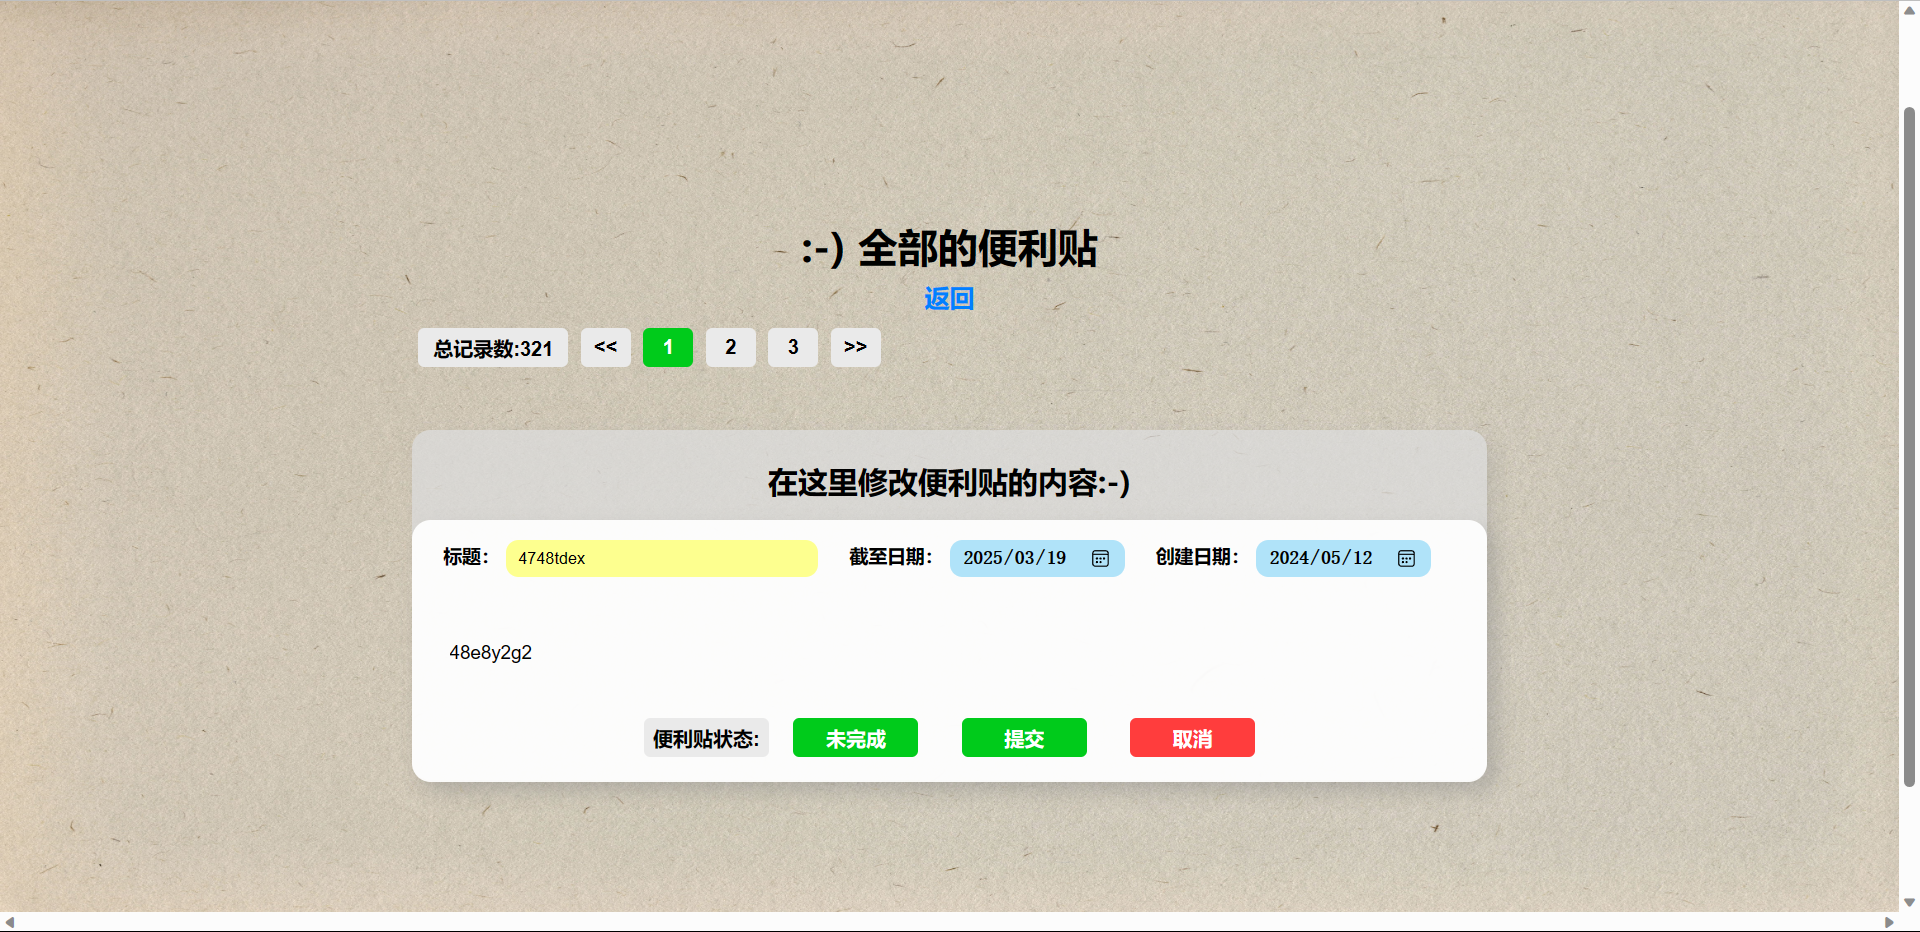 :-) 全部的便利贴
返回
总记录数:321 << 1 2 3 >>
在这里修改便利贴的内容:-)
标题： 4748tdex 截至日期： 2025/03/19 创建日期： 2024/05/12
48e8y2g2
便利贴状态: 未完成 提交 取消